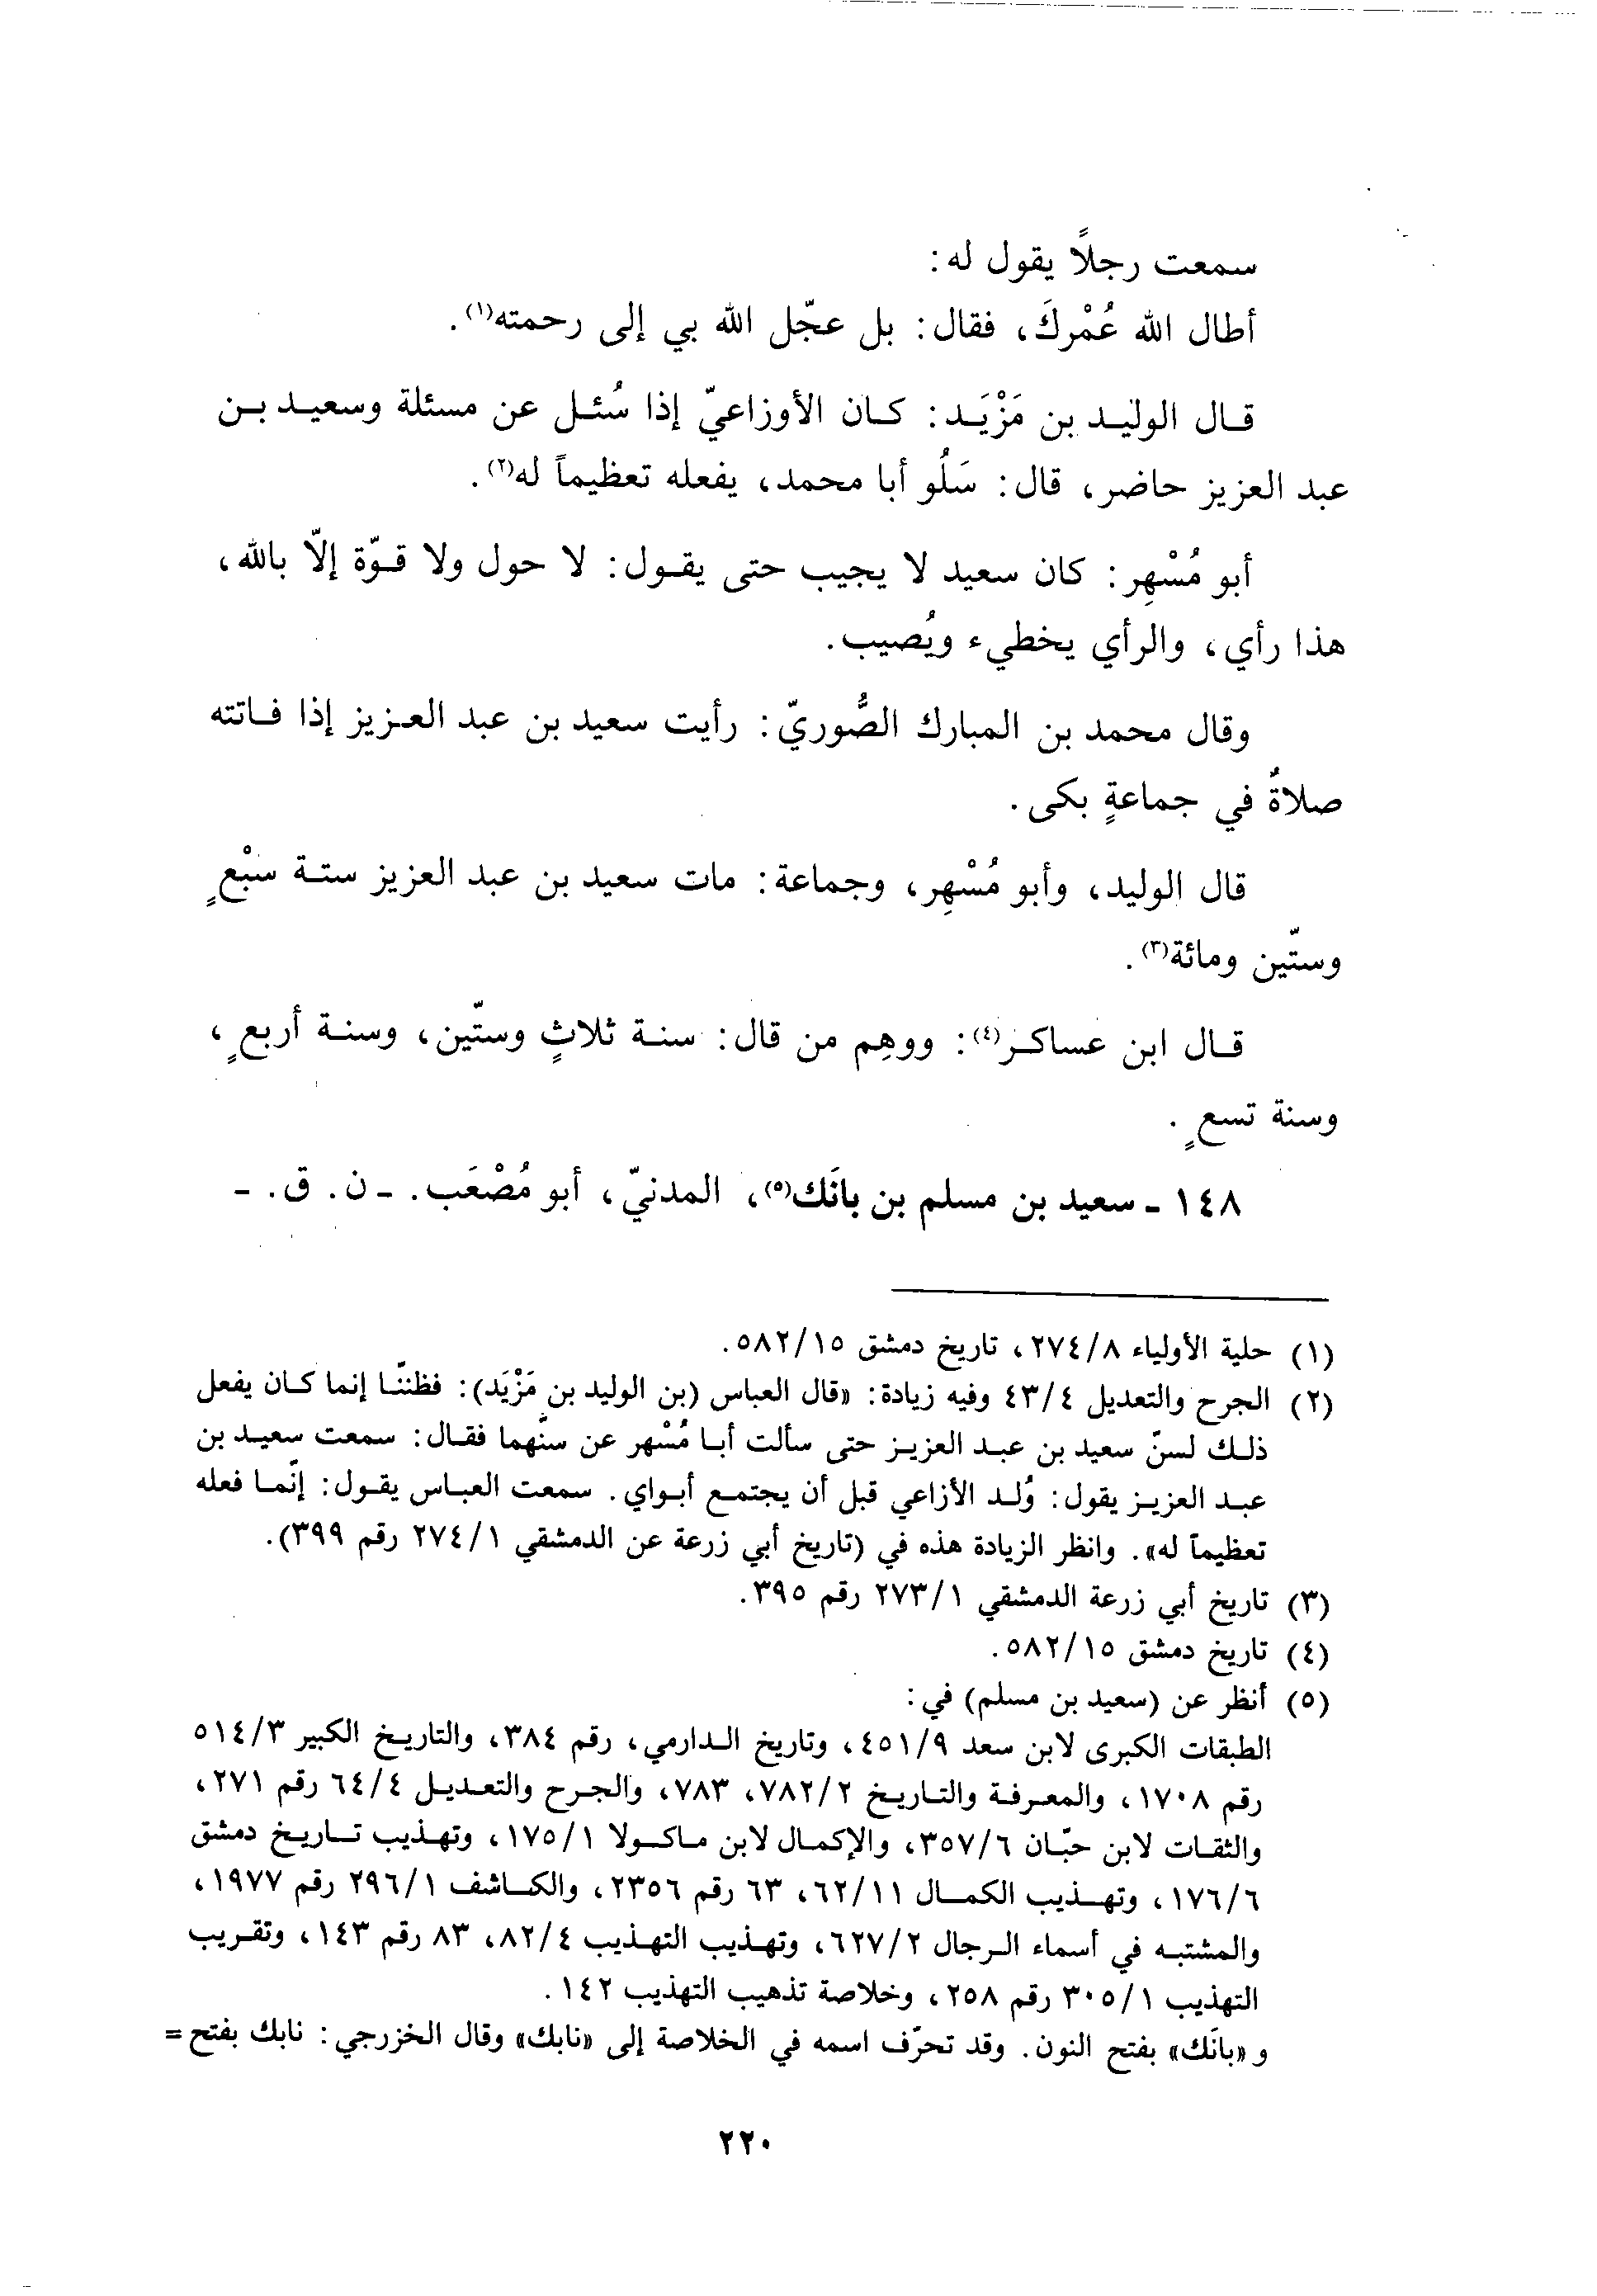 سمعت رجلاً يقول له:
أطال الله عُمْركَ، فقال: بل عجّل الله بي إلى رحمته(١).
قال الوليد بن مَزْيَد: كان الأوزاعيّ إذا سُئل عن مسئلة وسعيد بن
عبد العزيز حاضر، قال: سَلُو أبا محمد، يفعله تعظيماً له(٢).
أبو مُسْهِر: كان سعيد لا يجيب حتى يقول: لا حول ولا قوّة إلّا بالله،
هذا رأي، والرأي يخطيء ويُصيب.
وقال محمد بن المبارك الصُّوريّ: رأيت سعيد بن عبد العزيز إذا فاتته
صلاةٌ في جماعةٍ بكى.
قال الوليد، وأبو مُسْهِر، وجماعة: مات سعيد بن عبد العزيز ستة سبْعٍ
وستّين ومائة(٣).
قال ابن عساكر(٤): ووهِم من قال: سنة ثلاثٍ وستّين، وسنة أربعٍ،
وسنة تسعٍ.
١٤٨ ـ سعيد بن مسلم بن بانَك(٥)، المدنيّ، أبو مُصْعَب. ـ ن. ق. ـ
(١) حلية الأولياء ٢٧٤/٨، تاريخ دمشق ٥٨٢/١٥.
(٢) الجرح والتعديل ٤٣/٤ وفيه زيادة: «قال العباس (بن الوليد بن مَزْيَد): فظننّا إنما كان يفعل
ذلك لسنّ سعيد بن عبد العزيز حتى سألت أبا مُسْهر عن سنّهما فقال: سمعت سعيد بن
عبد العزيز يقول: وُلد الأزاعي قبل أن يجتمع أبواي. سمعت العباس يقول: إنّما فعله
تعظيماً له». وانظر الزيادة هذه في (تاريخ أبي زرعة عن الدمشقي ٢٧٤/١ رقم ٣٩٩).
(٣) تاريخ أبي زرعة الدمشقي ٢٧٣/١ رقم ٣٩٥.
(٤) تاريخ دمشق ٥٨٢/١٥.
(٥) أنظر عن (سعيد بن مسلم) في:
الطبقات الكبرى لابن سعد ٤٥١/٩، وتاريخ الدارمي، رقم ٣٨٤، والتاريخ الكبير ٥١٤/٣
رقم ١٧٠٨، والمعرفة والتاريخ ٧٨٢/٢، ٧٨٣، والجرح والتعديل ٦٤/٤ رقم ٢٧١،
والثقات لابن حبّان ٣٥٧/٦، والإكمال لابن ماكولا ١٧٥/١، وتهذيب تاريخ دمشق
١٧٦/٦، وتهذيب الكمال ٦٢/١١، ٦٣ رقم ٢٣٥٦، والكاشف ٢٩٦/١ رقم ١٩٧٧،
والمشتبه في أسماء الرجال ٦٢٧/٢، وتهذيب التهذيب ٨٢/٤، ٨٣ رقم ١٤٣، وتقريب
التهذيب ٣٠٥/١ رقم ٢٥٨، وخلاصة تذهيب التهذيب ١٤٢.
و «بانَك» بفتح النون. وقد تحرّف اسمه في الخلاصة إلى «نابك» وقال الخزرجي: نابك بفتح =
٢٢٠